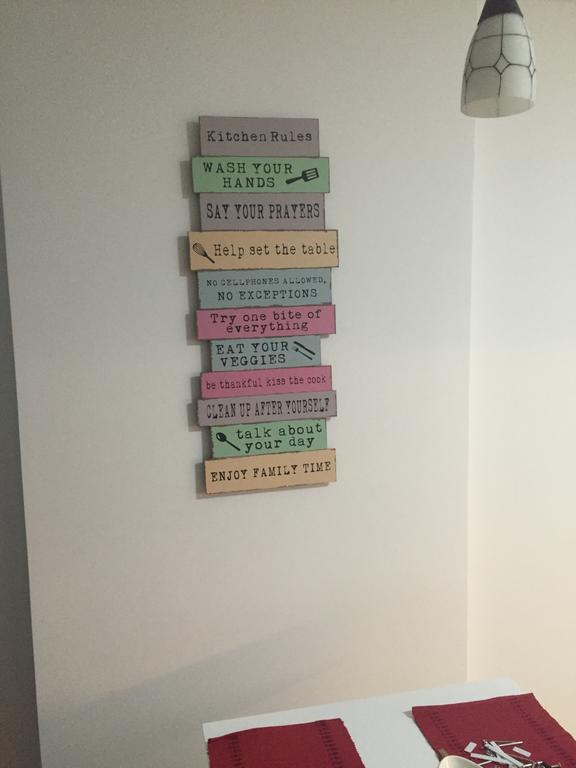 Kitchen Rules
WASH YOUR
HANDS
SAY YOUR PRAYERS
Help set the table
NO CELLPHONES ALLOWED,
NO EXCEPTIONS
Try one bite of
everything
EAT YOUR
VEGGIES
be thankful kiss the cook
CLEAN UP AFTER YOURSELF
talk about
your day
ENJOY FAMILY TIME